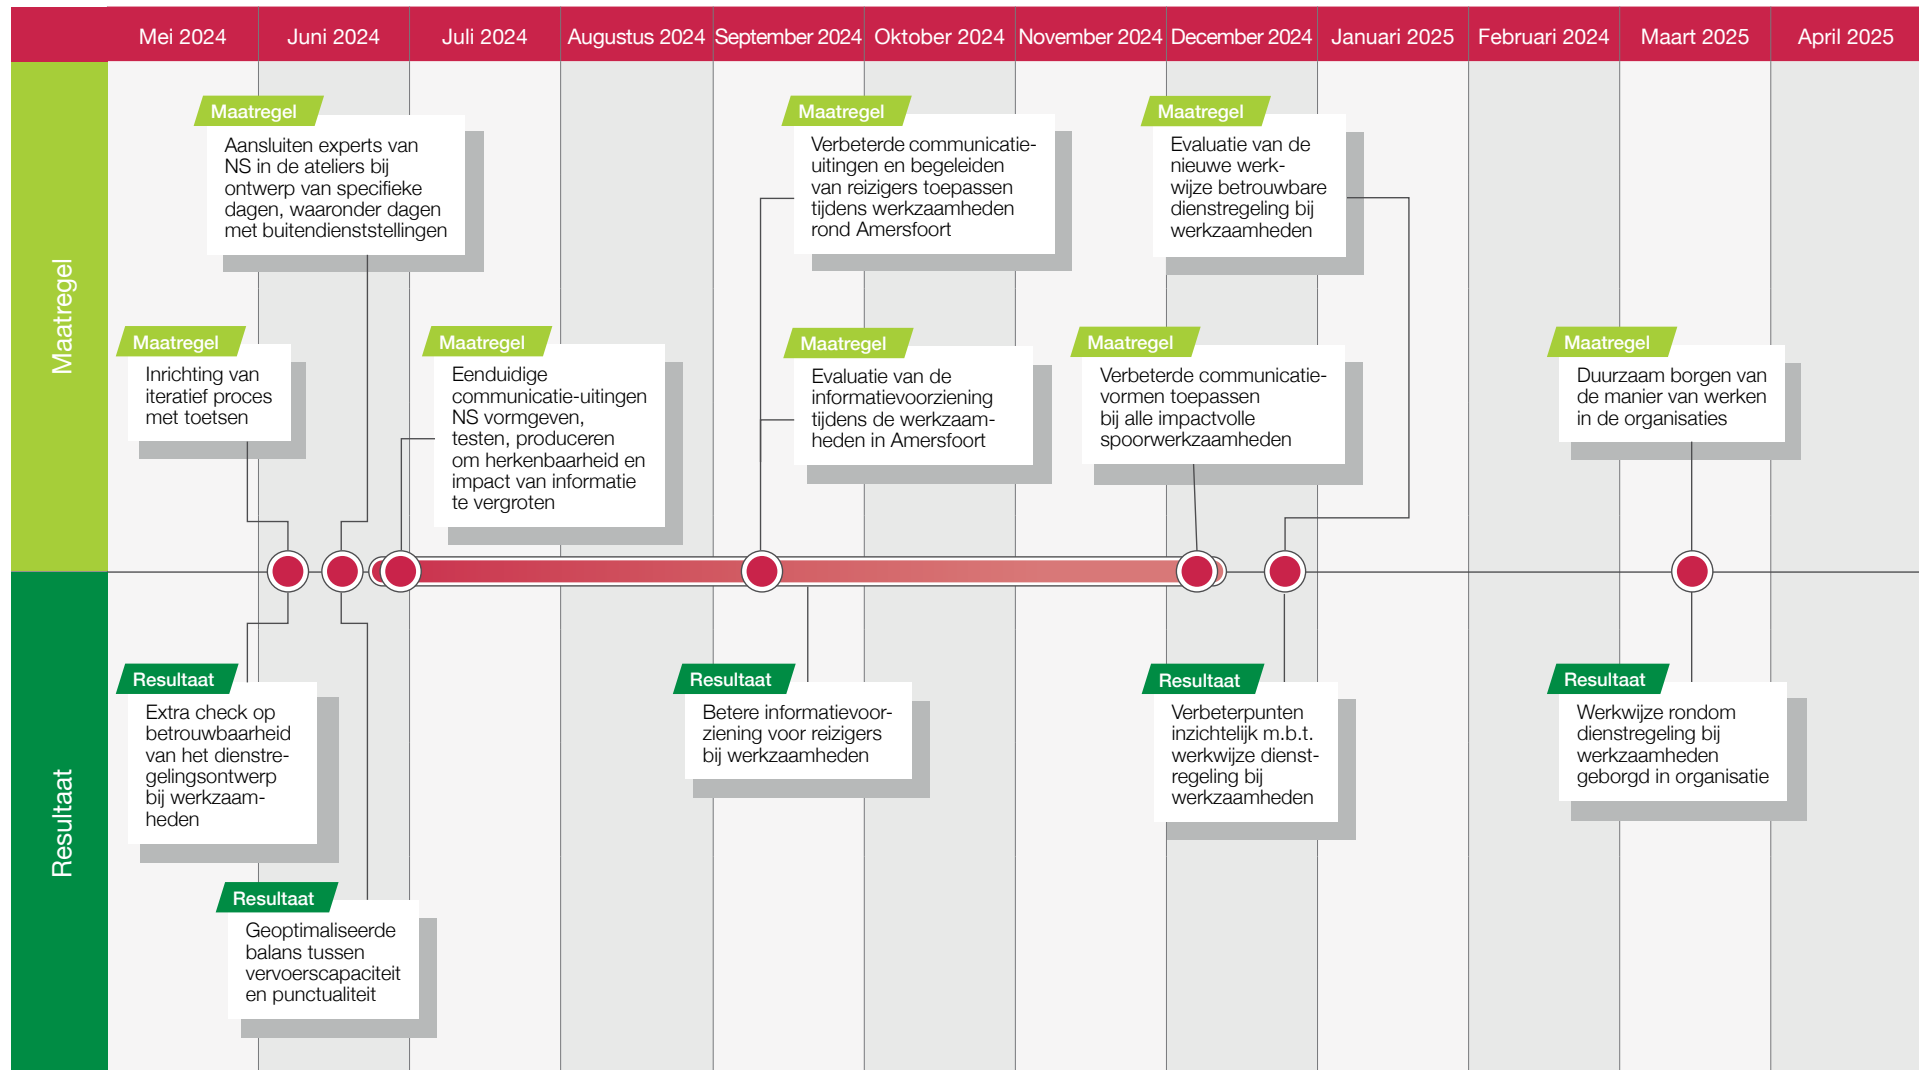 Mei 2024
Juni 2024
Juli 2024
Augustus 2024
September 2024
Oktober 2024
November 2024
December 2024
Januari 2025
Februari 2024
Maart 2025
April 2025
Maatregel
Maatregel
Aansluiten experts van
NS in de ateliers bij
ontwerp van specifieke
dagen, waaronder dagen
met buitendienststellingen
Maatregel
Verbeterde communicatie-
uitingen en begeleiden
van reizigers toepassen
tijdens werkzaamheden
rond Amersfoort
Maatregel
Evaluatie van de
nieuwe werk-
wijze betrouwbare
dienstregeling bij
werkzaamheden
Maatregel
Inrichting van
iteratief proces
met toetsen
Maatregel
Eenduidige
communicatie-uitingen
NS vormgeven,
testen, produceren
om herkenbaarheid en
impact van informatie
te vergroten
Maatregel
Evaluatie van de
informatievoorziening
tijdens de werkzaam-
heden in Amersfoort
Maatregel
Verbeterde communicatie-
vormen toepassen
bij alle impactvolle
spoorwerkzaamheden
Maatregel
Duurzaam borgen van
de manier van werken
in de organisaties
Resultaat
Resultaat
Extra check op
betrouwbaarheid
van het dienstre-
gelingsontwerp
bij werkzaam-
heden
Resultaat
Betere informatievoor-
ziening voor reizigers
bij werkzaamheden
Resultaat
Verbeterpunten
inzichtelijk m.b.t.
werkwijze dienst-
regeling bij
werkzaamheden
Resultaat
Werkwijze rondom
dienstregeling bij
werkzaamheden
geborgd in organisatie
Resultaat
Geoptimaliseerde
balans tussen
vervoerscapaciteit
en punctualiteit